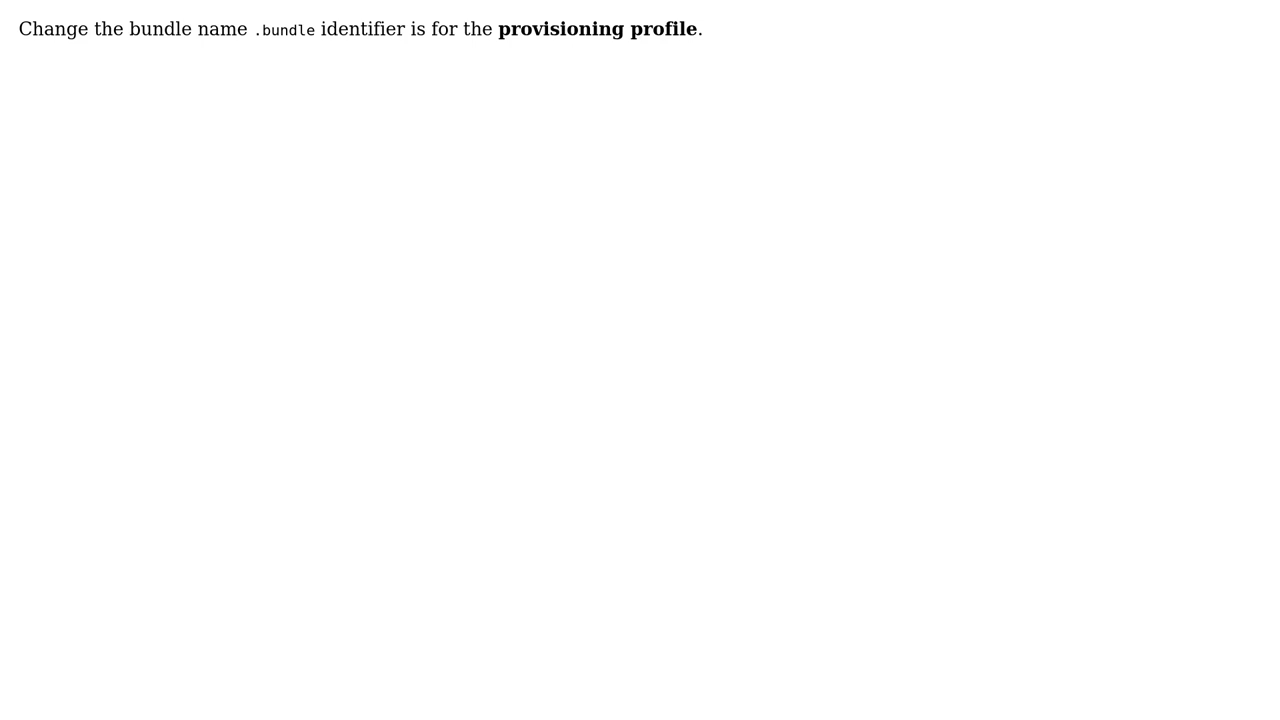 Change the bundle name .bundle identifier is for the provisioning profile.